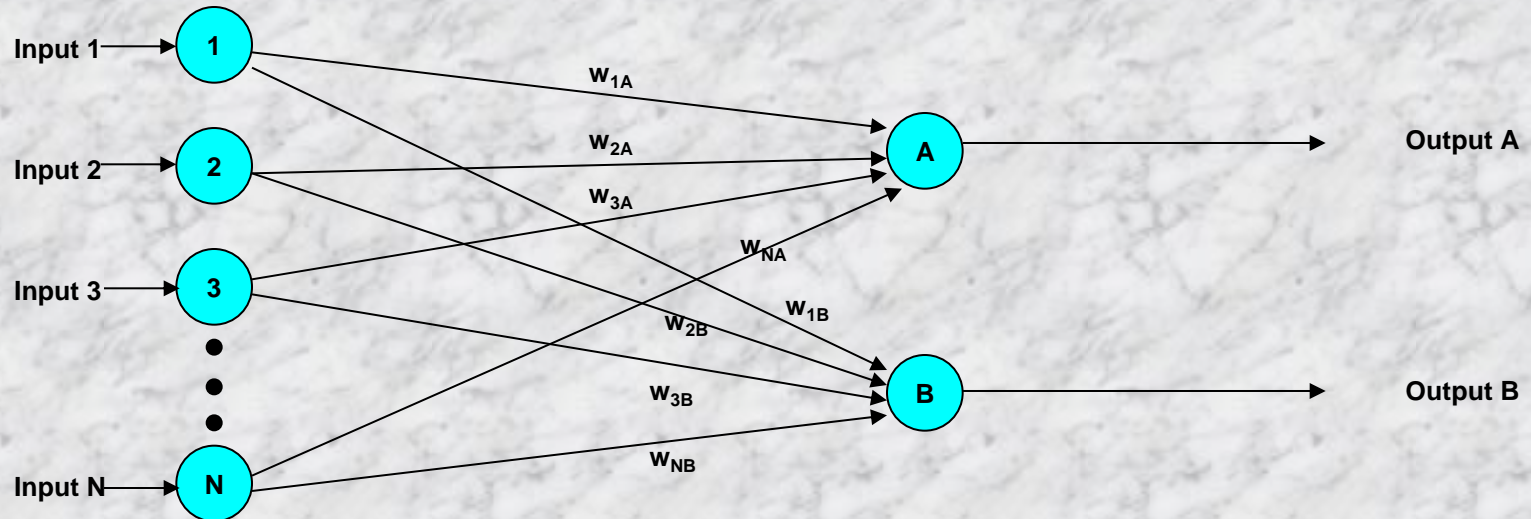 Input 1
1
w1A
w2A
A
Output A
Input 2
2
w3A
wNA
Input 3
3
w1B
w2B
w3B
B
Output B
wNB
Input N
N